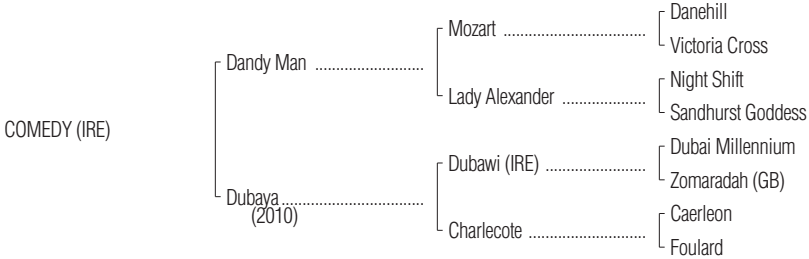 Danehill
Mozart ..................................
Victoria Cross
Dandy Man ..........................
Night Shift
Lady Alexander ....................
Sandhurst Goddess
COMEDY (IRE)
Dubai Millennium
Dubawi (IRE) ........................
Zomaradah (GB)
Dubaya ..................................
(2010)
Caerleon
Charlecote ............................
Foulard